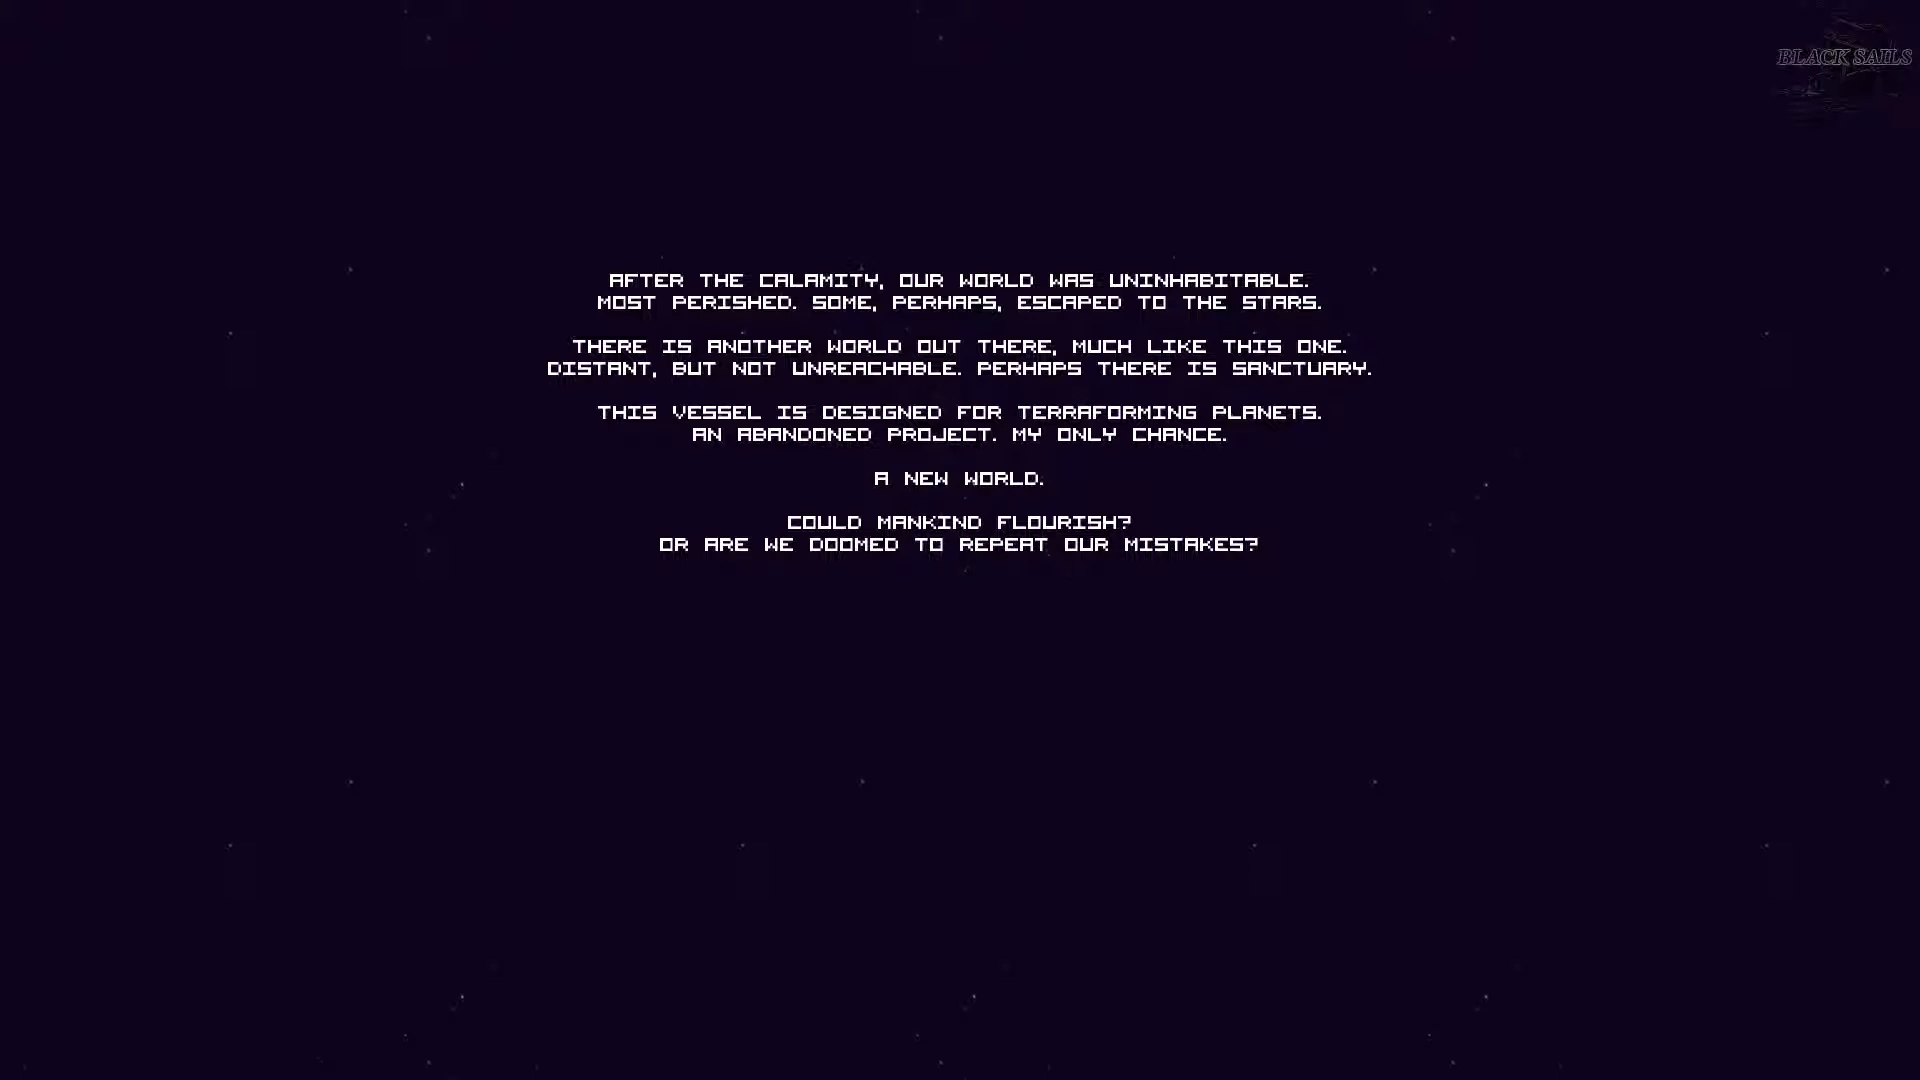 BLACK SAILS
AFTER THE CALAMITY, OUR WORLD WAS UNINHABITABLE.
MOST PERISHED. SOME, PERHAPS, ESCAPED TO THE STARS.
THERE IS ANOTHER WORLD OUT THERE, MUCH LIKE THIS ONE.
DISTANT, BUT NOT UNREACHABLE. PERHAPS THERE IS SANCTUARY.
THIS VESSEL IS DESIGNED FOR TERRAFORMING PLANETS.
AN ABANDONED PROJECT. MY ONLY CHANCE.
A NEW WORLD.
COULD MANKIND FLOURISH?
OR ARE WE DOOMED TO REPEAT OUR MISTAKES?